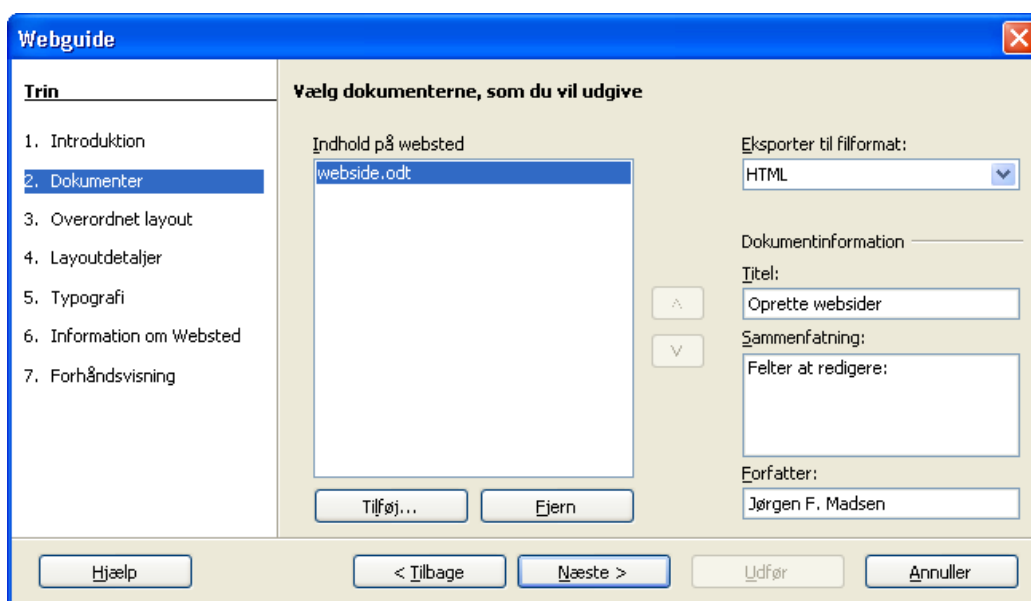 Webguide
Trin
1. Introduktion
2. Dokumenter
3. Overordnet layout
4. Layoutdetaljer
5. Typografi
6. Information om Websted
7. Forhåndsvisning
Vælg dokumenterne, som du vil udgive
Indhold på websted
webside.odt
Tilføj...
Fjern
Eksporter til filformat:
HTML
Dokumentinformation
Titel:
Oprette websider
Sammenfatning:
Felter at redigere:
Forfatter:
Jørgen F. Madsen
Hjælp
< Tilbage
Næste >
Udfør
Annuller